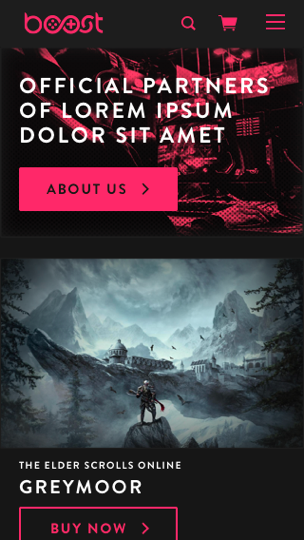 boost
OFFICIAL PARTNERS
OF LOREM IPSUM
DOLOR SIT AMET
ABOUT US
THE ELDER SCROLLS ONLINE
GREYMOOR
BUY NOW